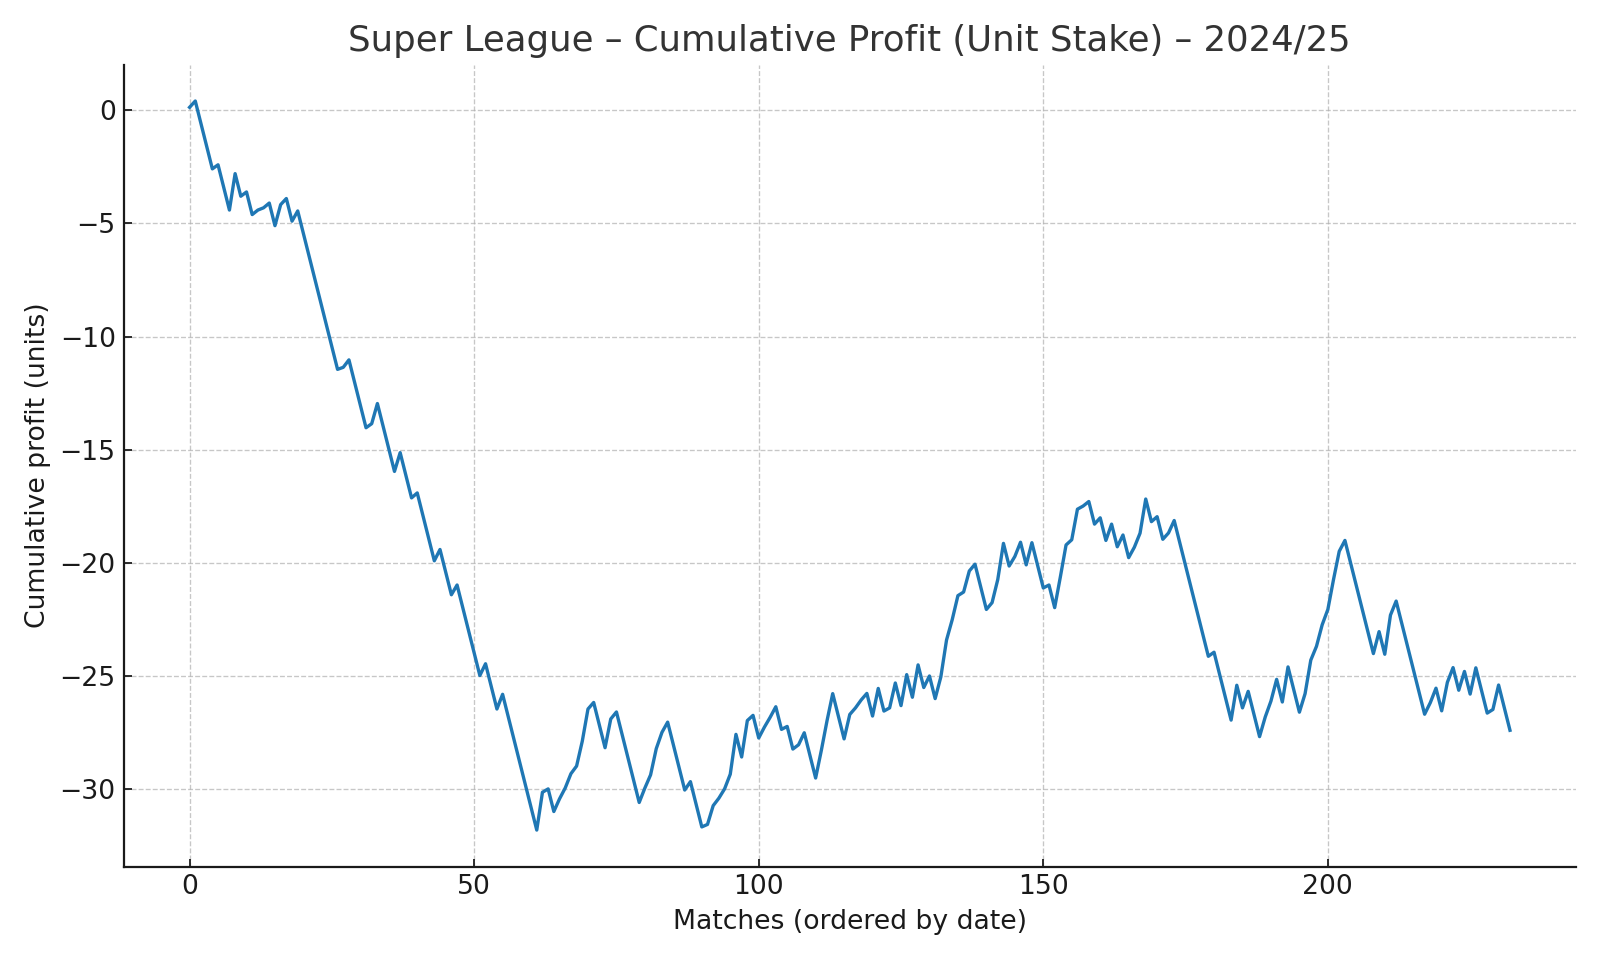 Super League – Cumulative Profit (Unit Stake) – 2024/25
Cumulative profit (units)
0
−5
−10
−15
−20
−25
−30
0 50 100 150 200
Matches (ordered by date)